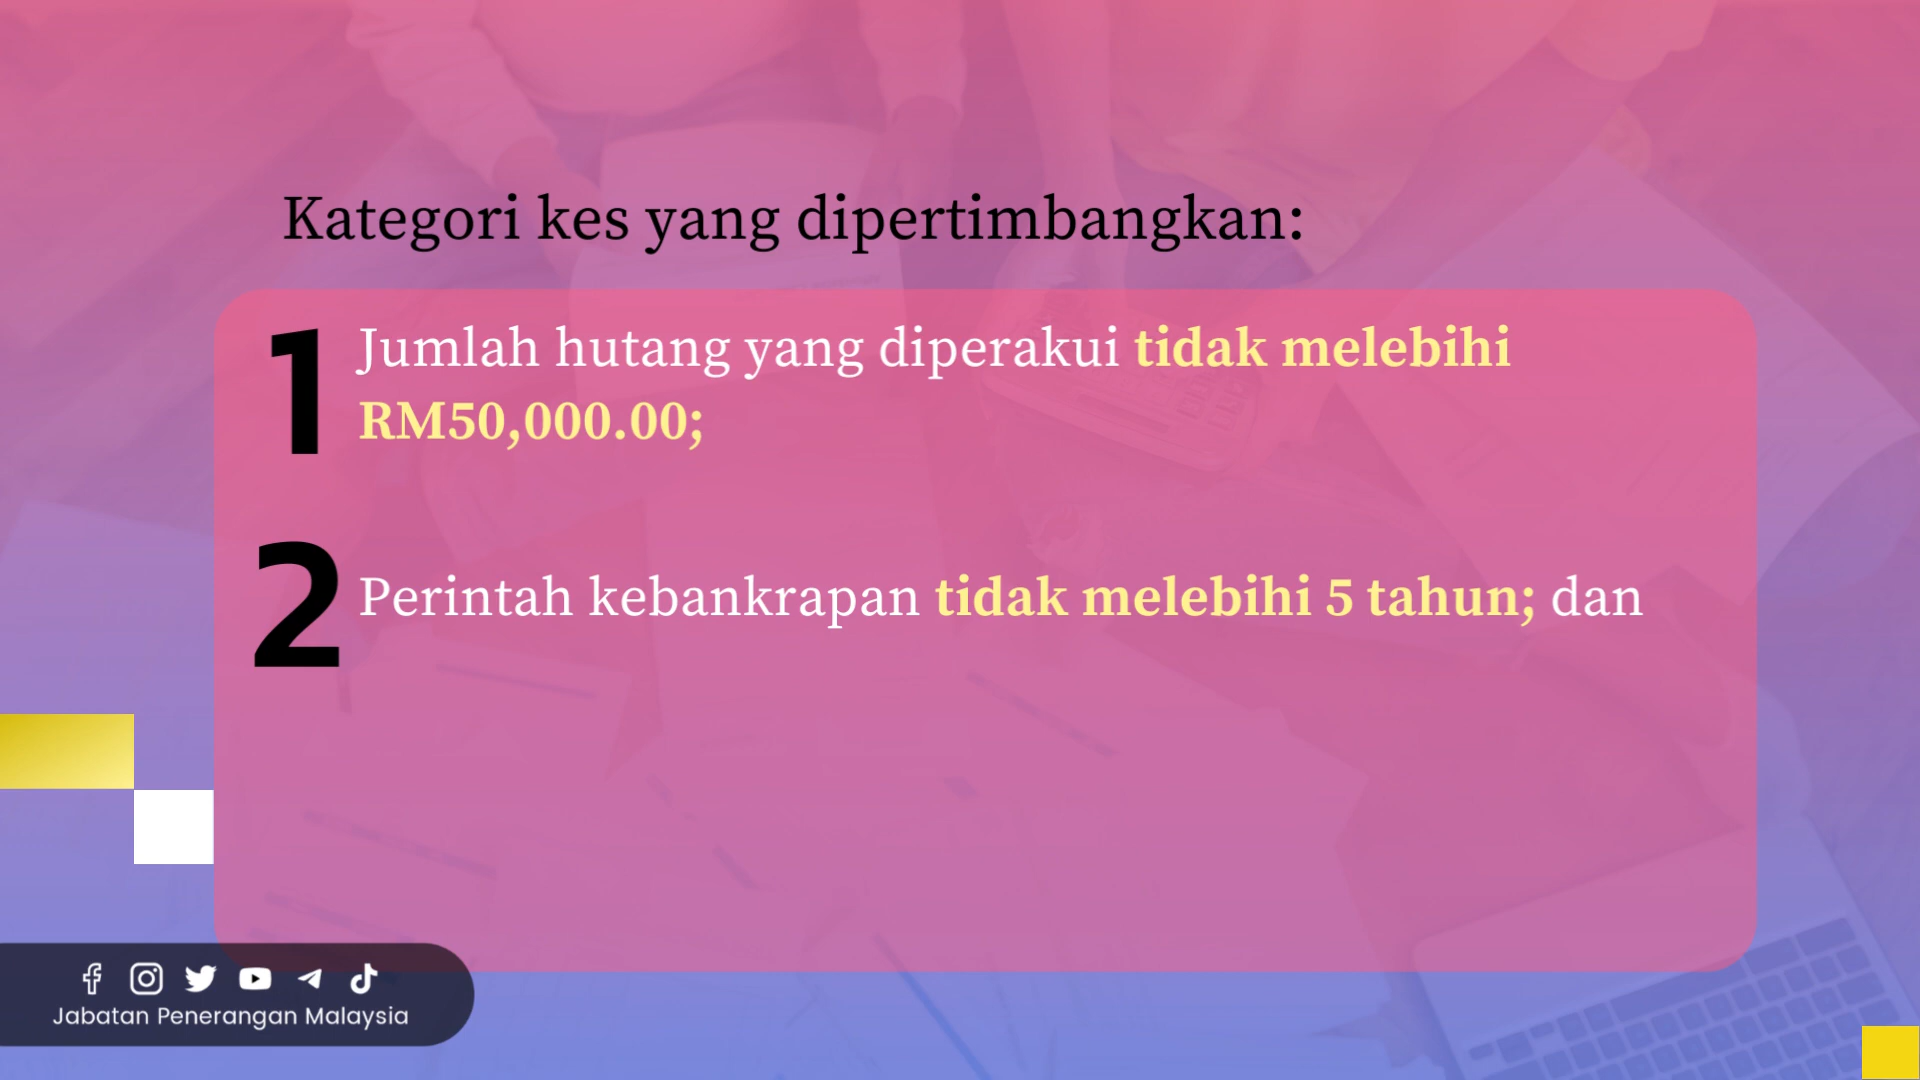 Kategori kes yang dipertimbangkan:
1
Jumlah hutang yang diperakui tidak melebihi
RM50,000.00;
2
Perintah kebankrapan tidak melebihi 5 tahun; dan
Jabatan Penerangan Malaysia